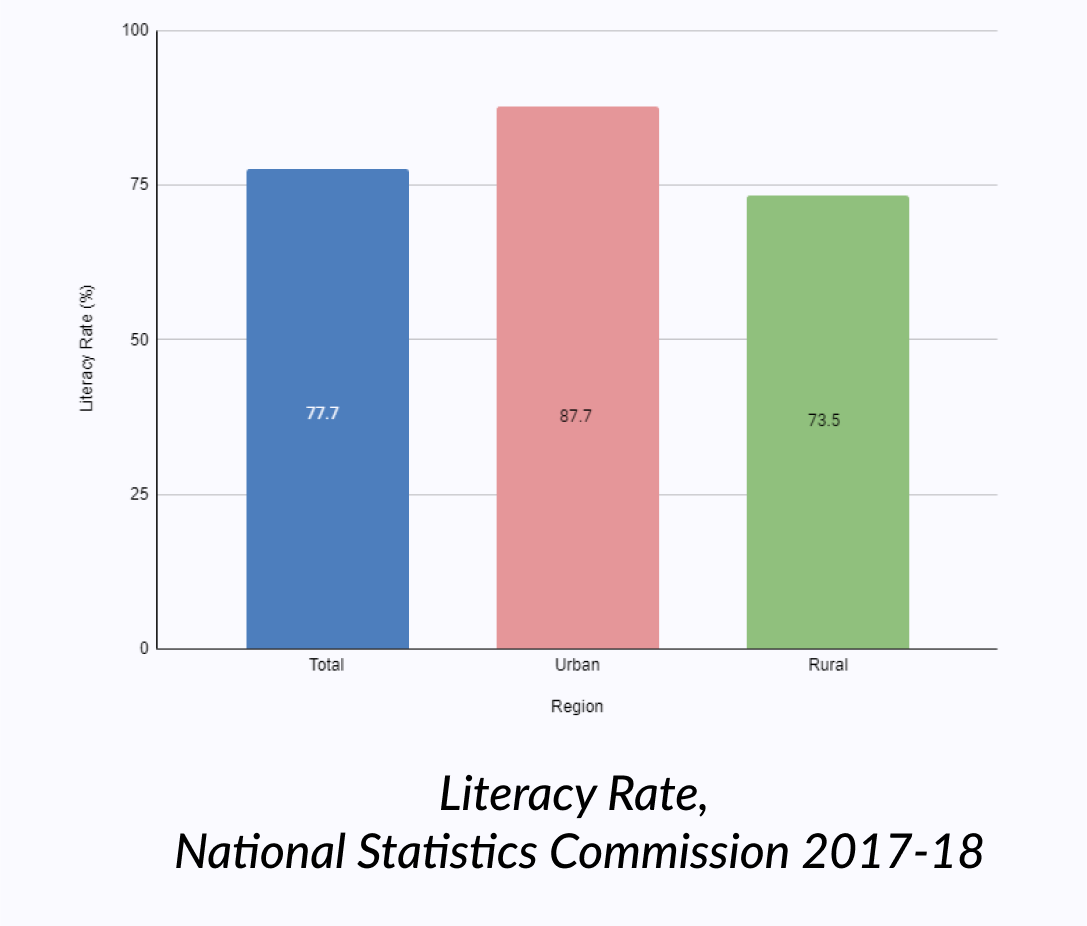 100
75
50
25
0
Literacy Rate (%)
77.7
87.7
73.5
Total
Urban
Rural
Region
Literacy Rate,
National Statistics Commission 2017-18